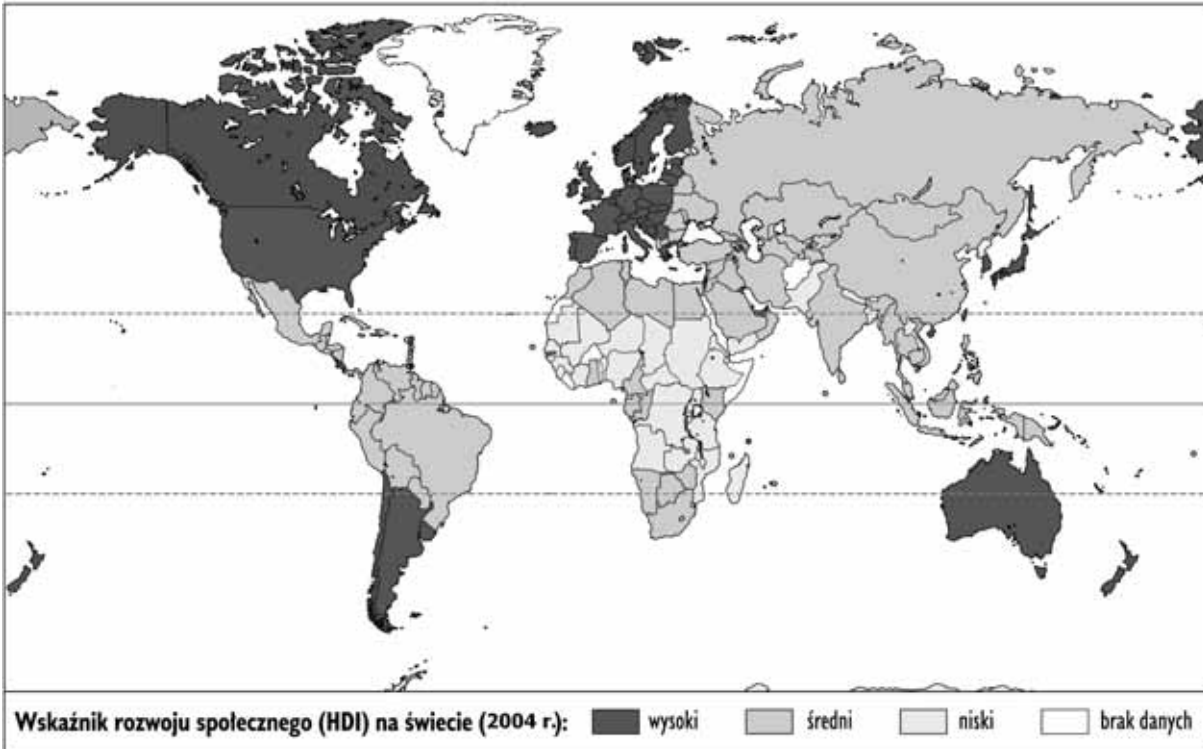 Wskaźnik rozwoju społecznego (HDI) na świecie (2004 r.): wysoki średni niski brak danych